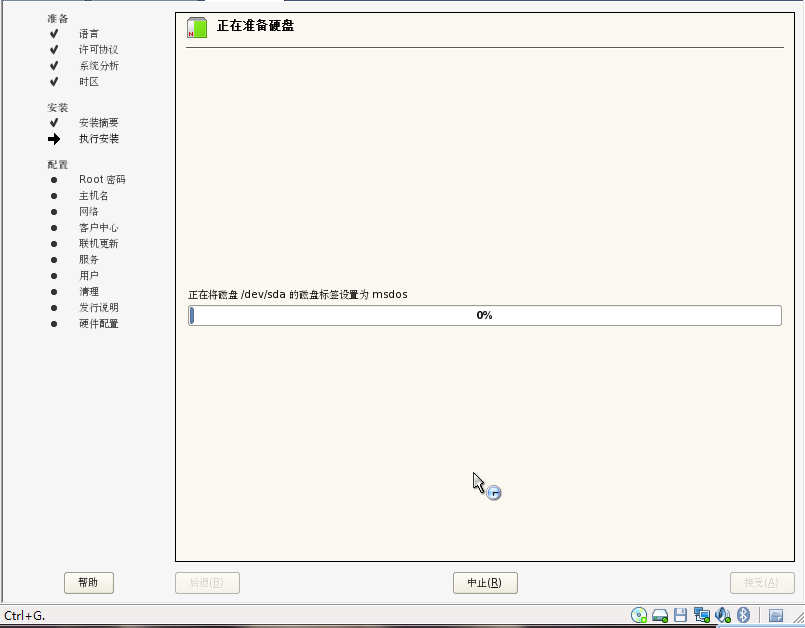 准备
语言
许可协议
系统分析
时区
安装
安装摘要
执行安装
配置
Root 密码
主机名
网络
客户中心
联机更新
服务
用户
清理
发行说明
硬件配置
正在准备硬盘
正在将磁盘 /dev/sda 的磁盘标签设置为 msdos
0%
帮助
后退(B)
中止(R)
接受(A)
Ctrl+G.